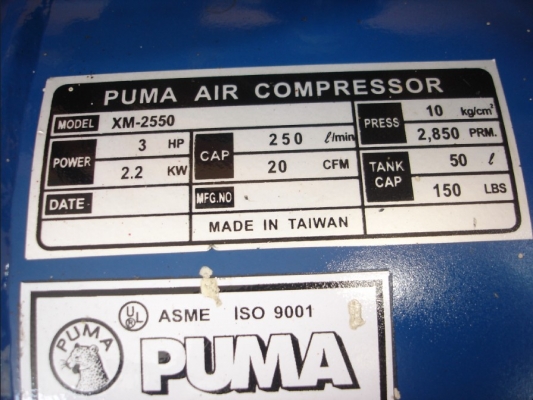 PUMA AIR COMPRESSOR
MODEL XM-2550
POWER 3 HP
2.2 KW
CAP 250 ℓ/min
20 CFM
PRESS 10 kg/cm²
2,850 PRM.
TANK CAP 50 ℓ
150 LBS
DATE
MFG.NO
MADE IN TAIWAN
UL ASME ISO 9001
PUMA
PUMA